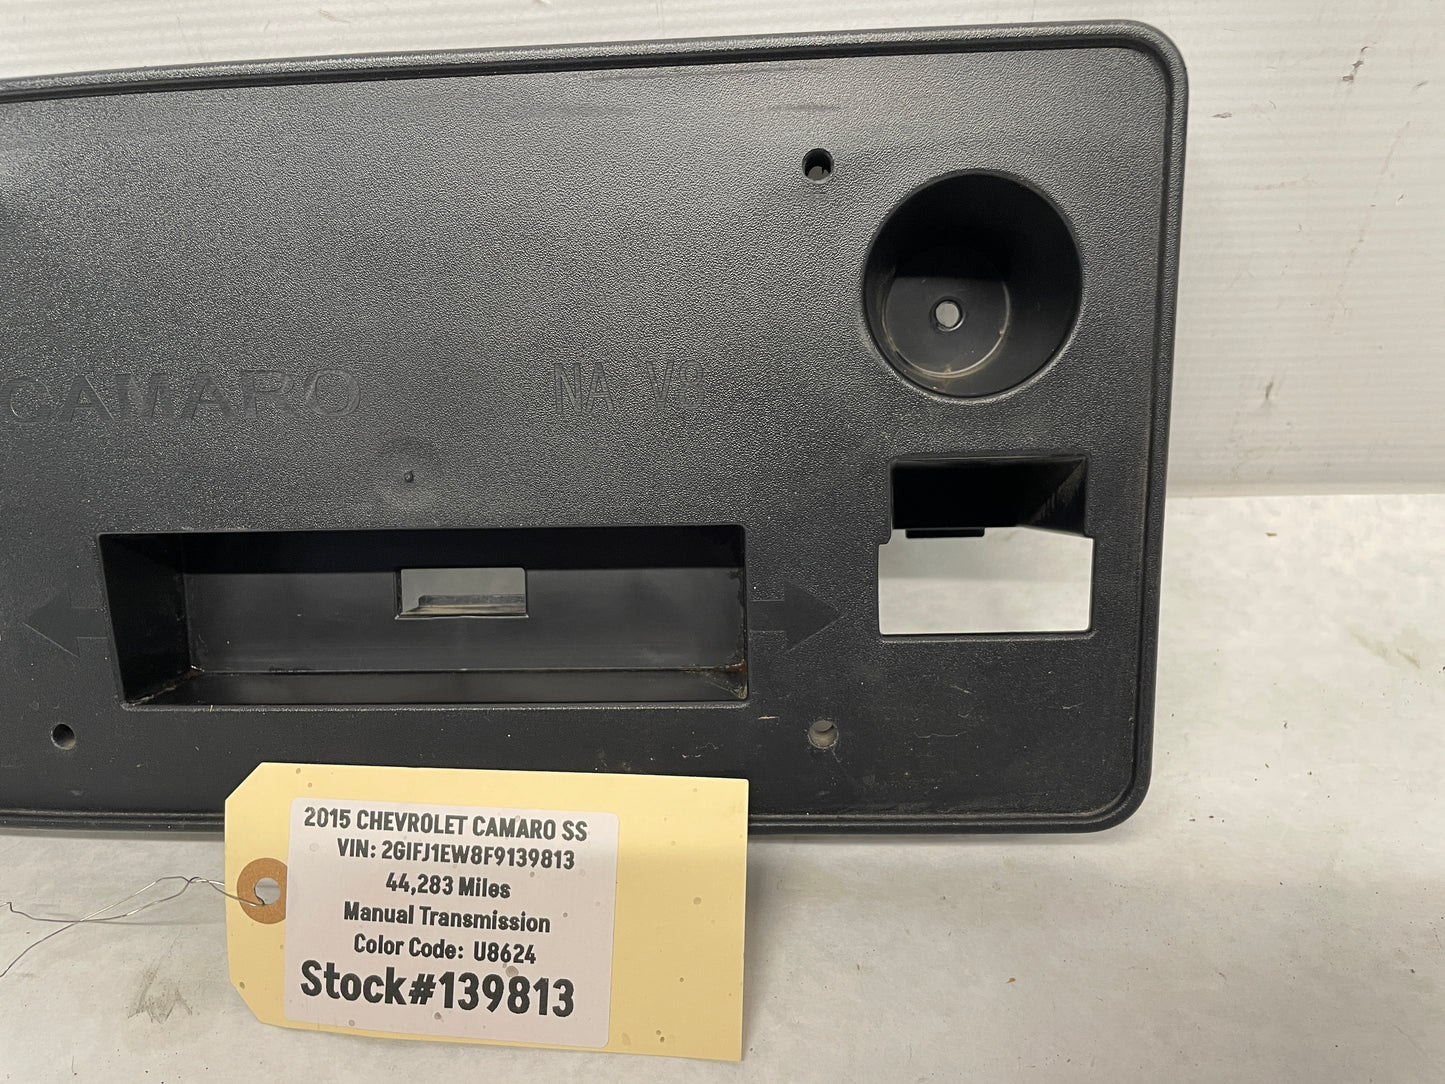 CAMARO NA V8
2015 CHEVROLET CAMARO SS
VIN: 2GIFJ1EW8F9139813
44,283 Miles
Manual Transmission
Color Code: U8624
Stock#139813